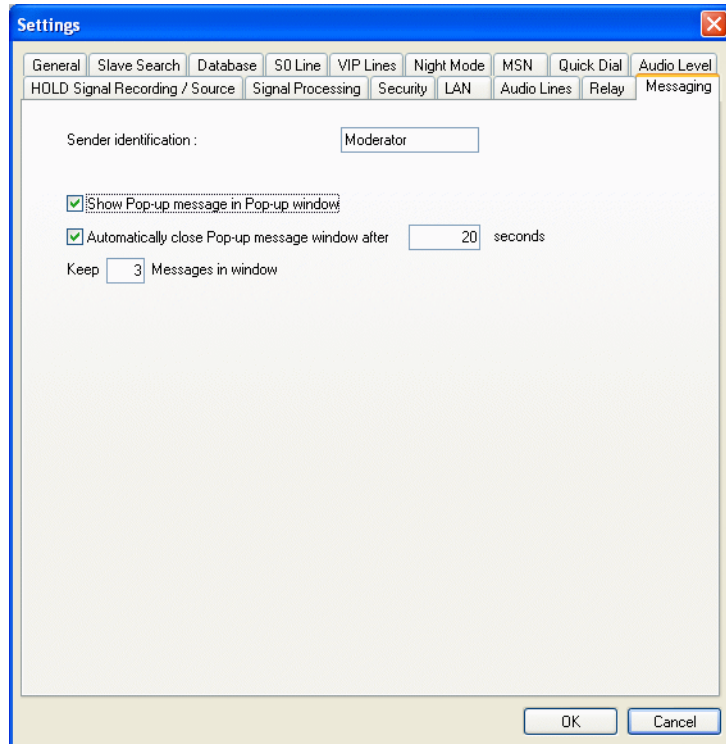 Settings
General Slave Search Database S0 Line VIP Lines Night Mode MSN Quick Dial Audio Level
HOLD Signal Recording / Source Signal Processing Security LAN Audio Lines Relay Messaging
Sender identification : Moderator
Show Pop-up message in Pop-up window
Automatically close Pop-up message window after 20 seconds
Keep 3 Messages in window
OK Cancel